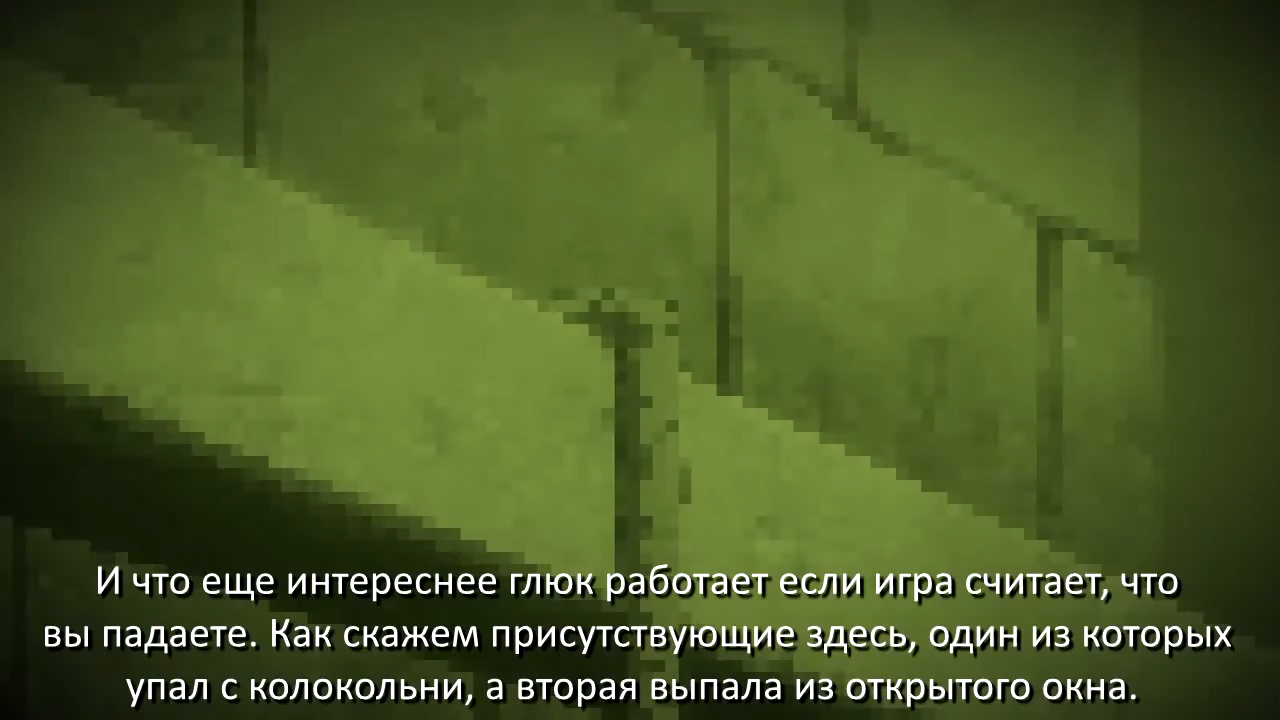 И что еще интереснее глюк работает если игра считает, что
вы падаете. Как скажем присутствующие здесь, один из которых
упал с колокольни, а вторая выпала из открытого окна.